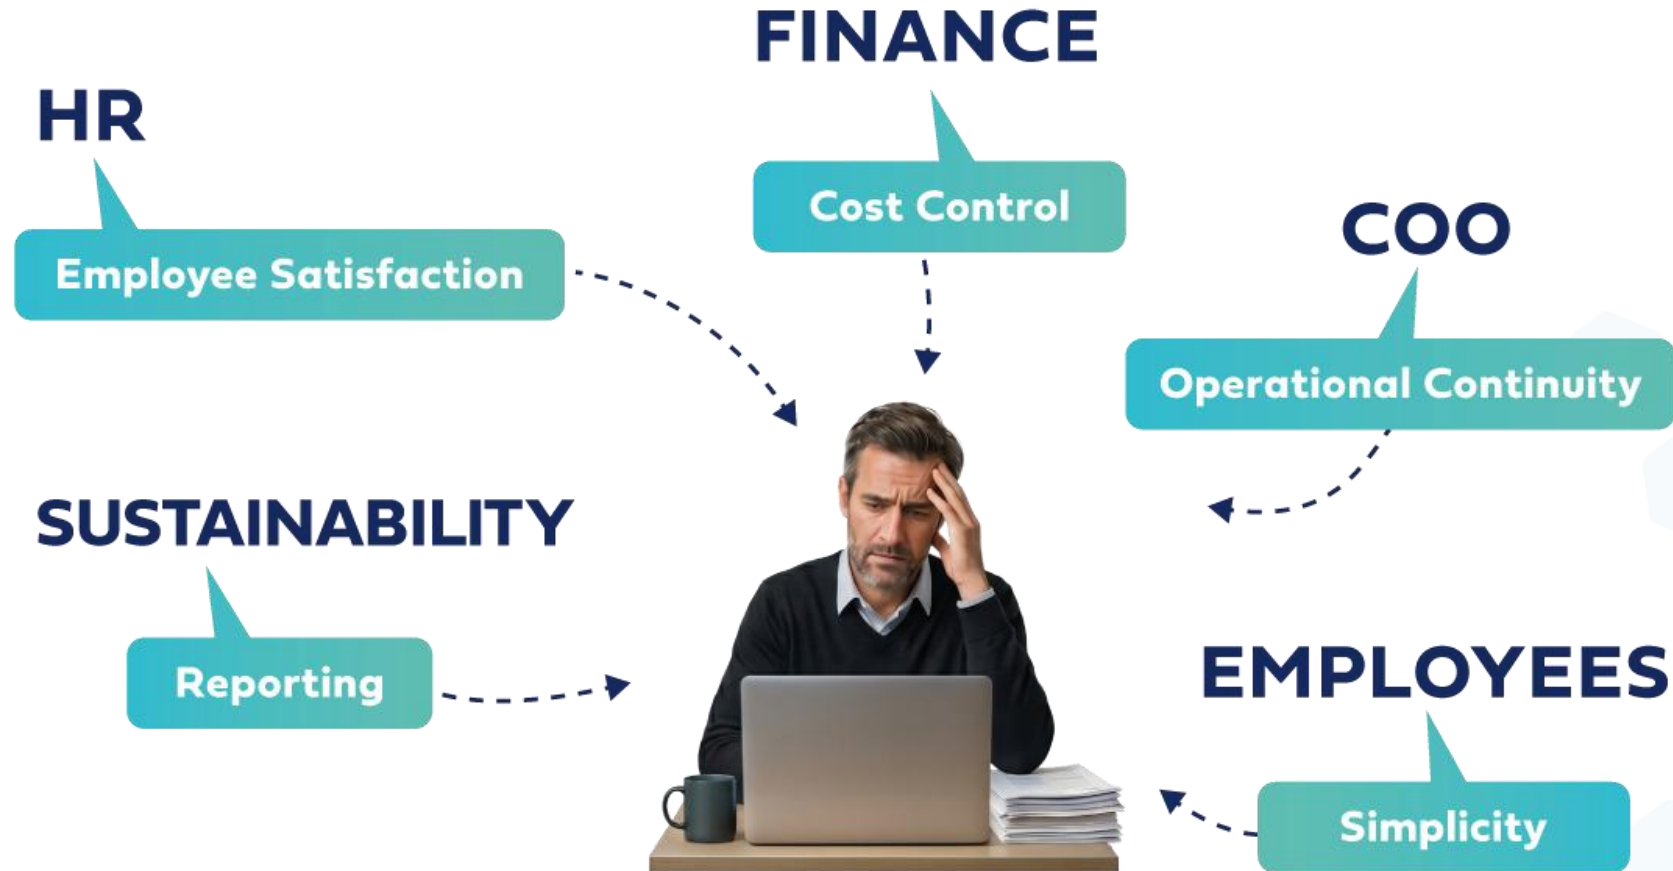 FINANCE
Cost Control
HR
Employee Satisfaction
COO
Operational Continuity
SUSTAINABILITY
Reporting
EMPLOYEES
Simplicity